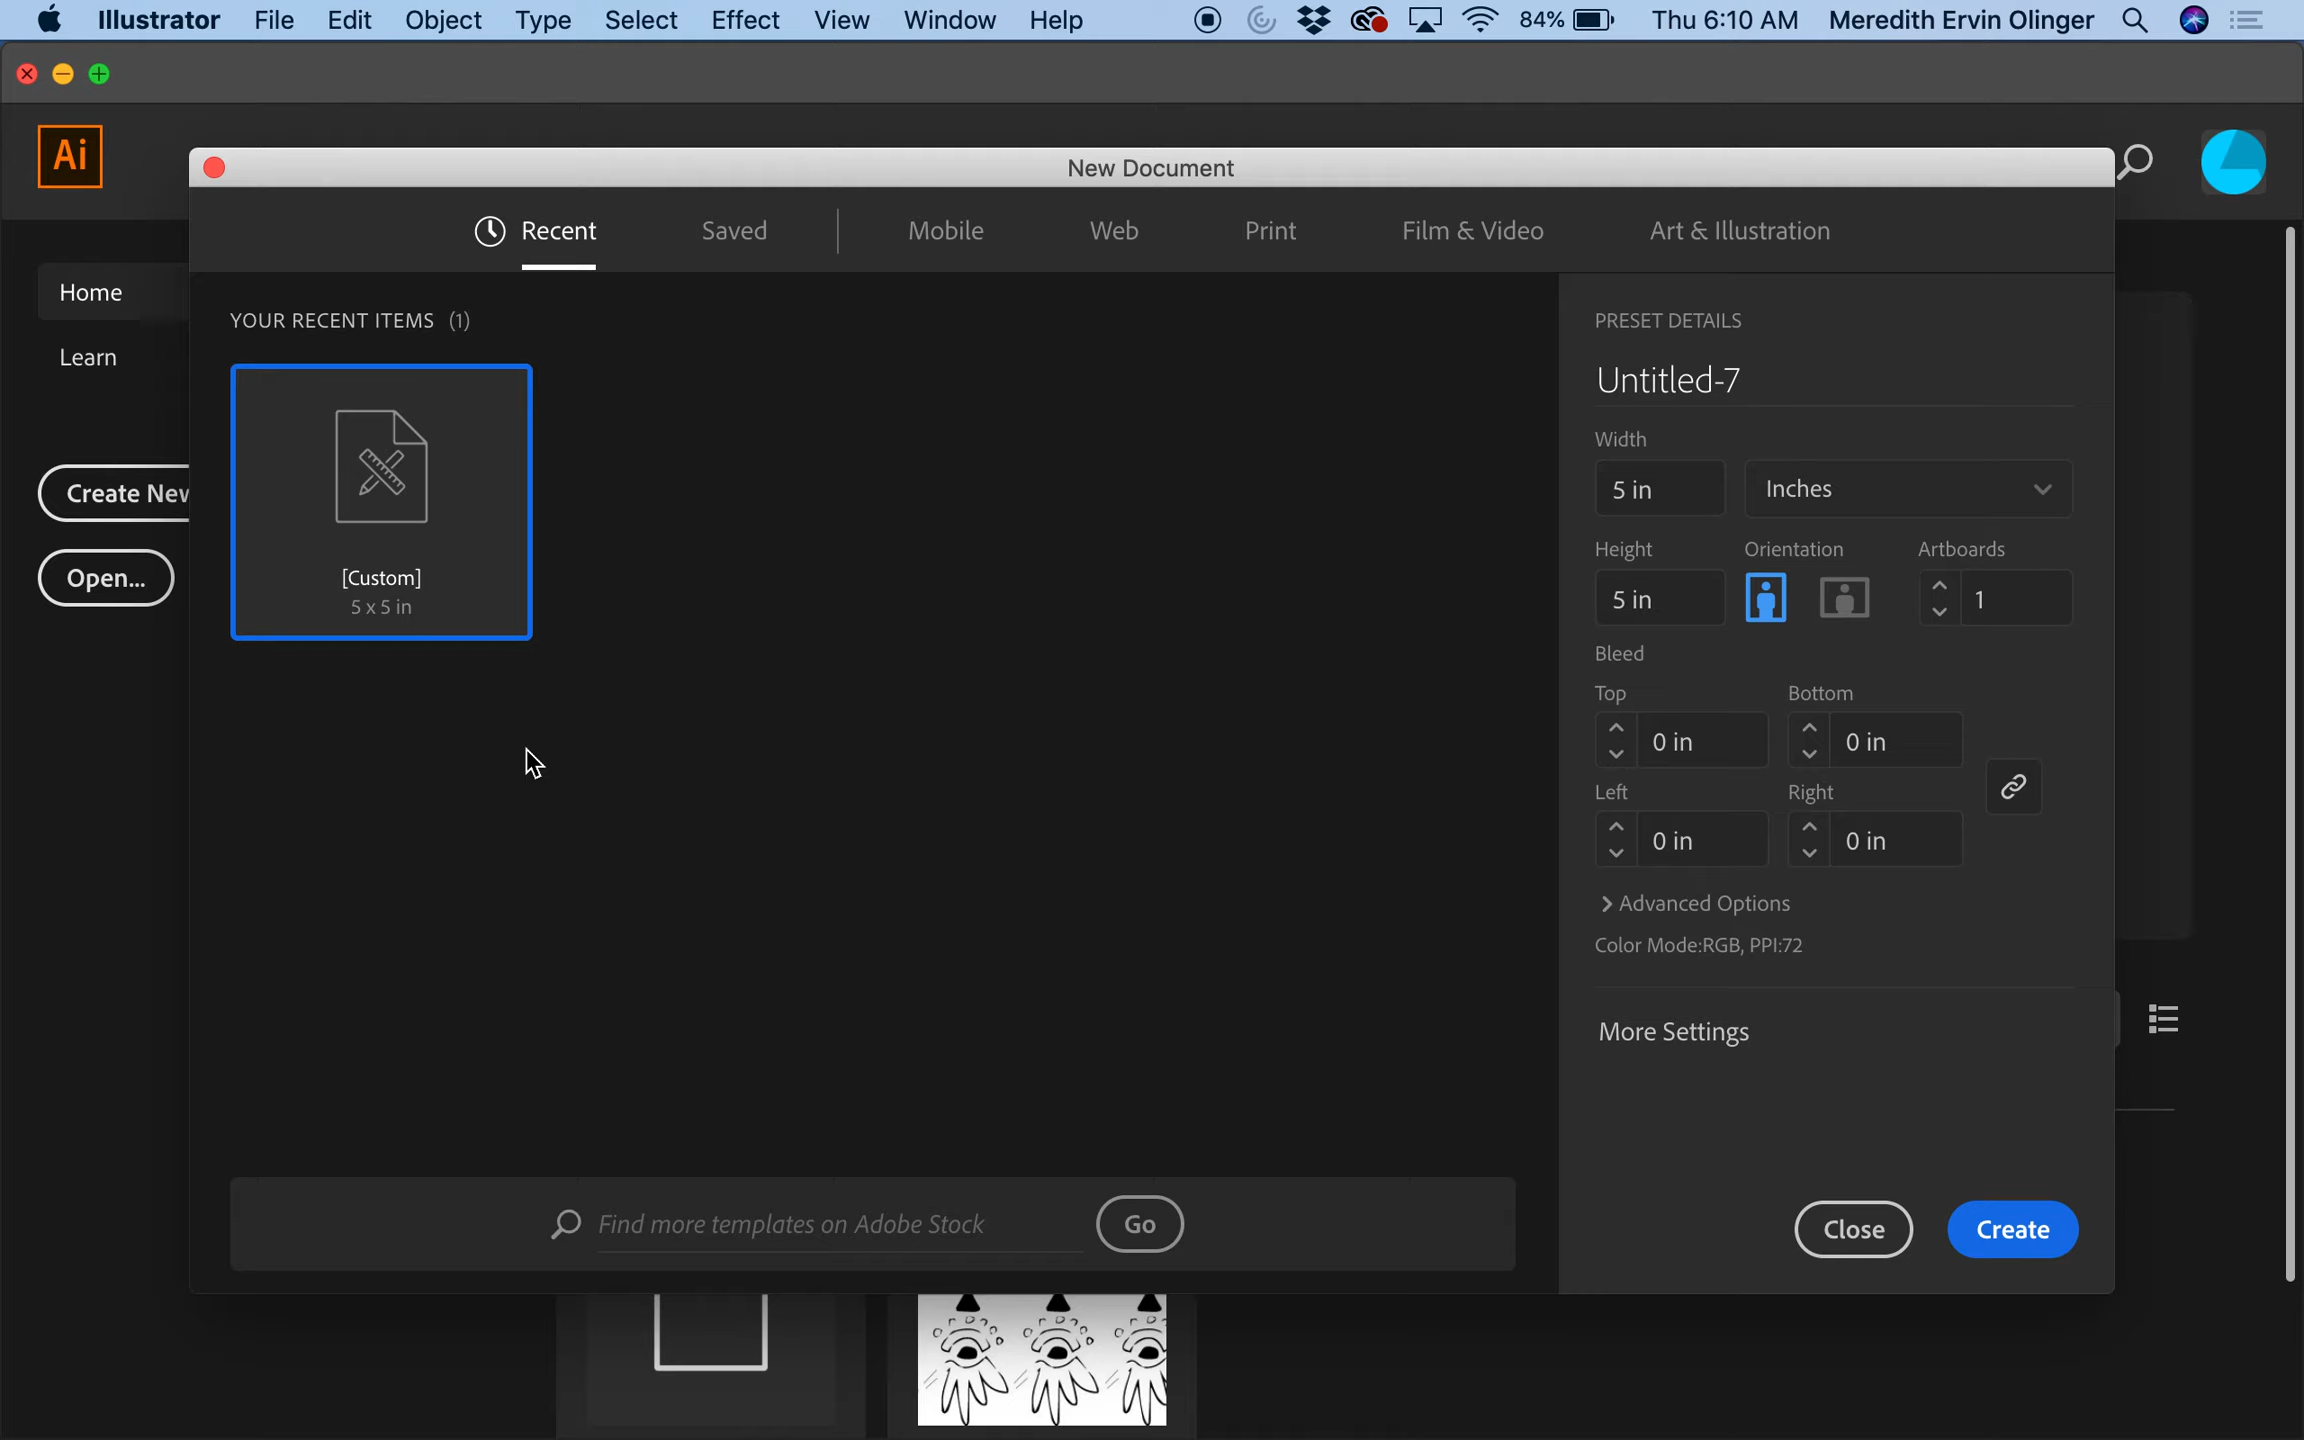 Illustrator File Edit Object Type Select Effect View Window Help 84% Thu 6:10 AM Meredith Ervin Olinger
Ai
New Document
Recent Saved Mobile Web Print Film & Video Art & Illustration
Home
Learn
Create New
Open...
YOUR RECENT ITEMS (1)
[Custom]
5 x 5 in
PRESET DETAILS
Untitled-7
Width
5 in Inches
Height Orientation Artboards
5 in 1
Bleed
Top Bottom
0 in 0 in
Left Right
0 in 0 in
Advanced Options
Color Mode:RGB, PPI:72
More Settings
Find more templates on Adobe Stock Go
Close Create